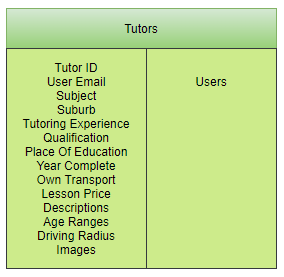 Tutors
Tutor ID
User Email
Subject
Suburb
Tutoring Experience
Qualification
Place Of Education
Year Complete
Own Transport
Lesson Price
Descriptions
Age Ranges
Driving Radius
Images
Users